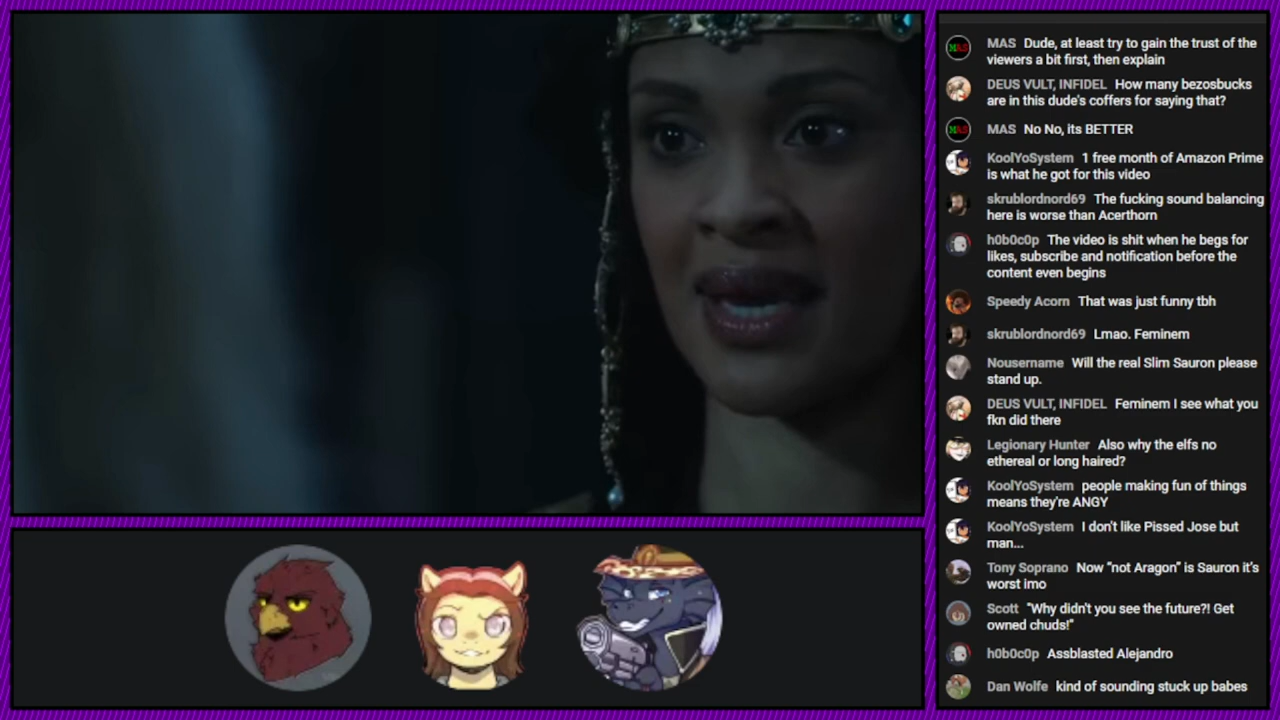 MAS Dude, at least try to gain the trust of the
viewers a bit first, then explain
DEUS VULT, INFIDEL How many bezosbucks
are in this dude's coffers for saying that?
MAS No No, its BETTER
KoolYoSystem 1 free month of Amazon Prime
is what he got for this video
skrublordnord69 The fucking sound balancing
here is worse than Acerthorn
h0b0c0p The video is shit when he begs for
likes, subscribe and notification before the
content even begins
Speedy Acorn That was just funny tbh
skrublordnord69 Lmao. Feminem
Nousername Will the real Slim Sauron please
stand up.
DEUS VULT, INFIDEL Feminem I see what you
fkn did there
Legionary Hunter Also why the elfs no
ethereal or long haired?
KoolYoSystem people making fun of things
means they're ANGY
KoolYoSystem I don't like Pissed Jose but
man...
Tony Soprano Now "not Aragon" is Sauron it's
worst imo
Scott "Why didn't you see the future?! Get
owned chuds!"
h0b0c0p Assblasted Alejandro
Dan Wolfe kind of sounding stuck up babes